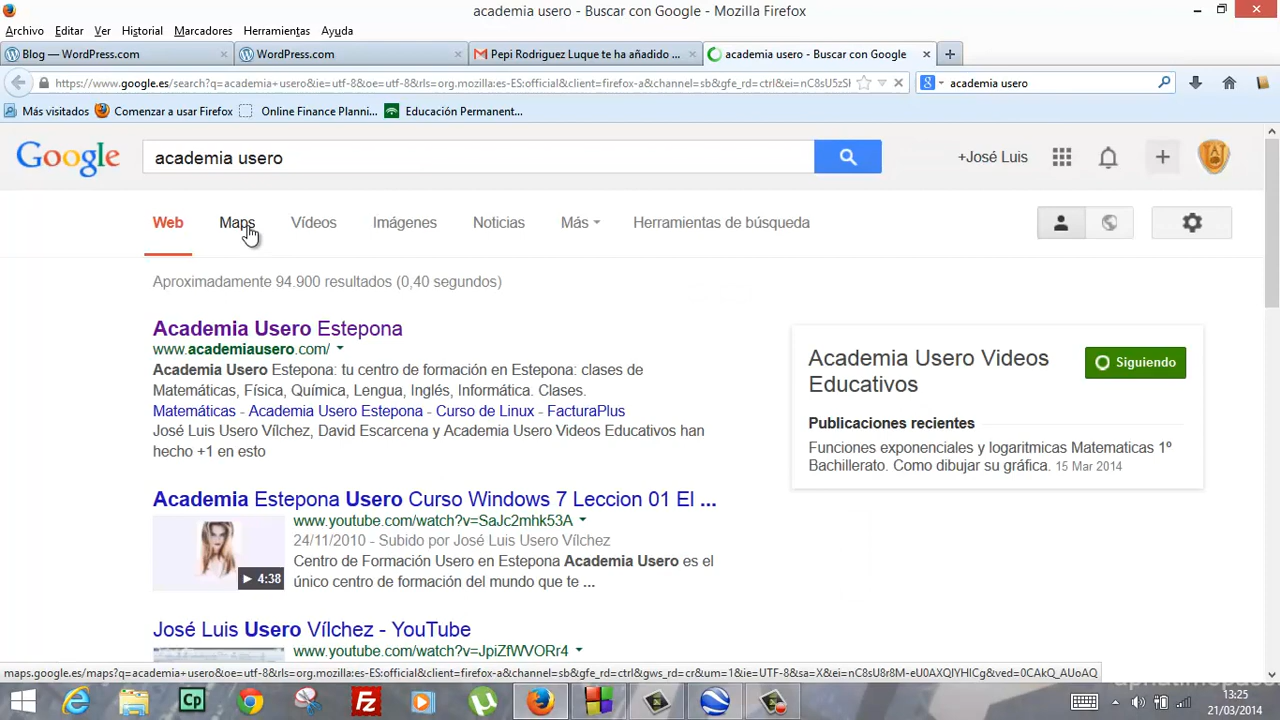 academia usero - Buscar con Google - Mozilla Firefox
Archivo Editar Ver Historial Marcadores Herramientas Ayuda
Blog — WordPress.com × WordPress.com × Pepi Rodriguez Luque te ha añadido ... × academia usero - Buscar con Google × +
https://www.google.es/search?q=academia+usero&ie=utf-8&oe=utf-8&rls=org.mozilla:es-ES:official&client=firefox-a&channel=sb&gfe_rd=ctrl&ei=nC8sU5zSK academia usero
Más visitados Comenzar a usar Firefox Online Finance Planni... Educación Permanent...
Google academia usero +José Luis
Web Maps Vídeos Imágenes Noticias Más Herramientas de búsqueda
Aproximadamente 94.900 resultados (0,40 segundos)
Academia Usero Estepona
www.academiausero.com/
Academia Usero Estepona: tu centro de formación en Estepona: clases de
Matemáticas, Física, Química, Lengua, Inglés, Informática. Clases.
Matemáticas - Academia Usero Estepona - Curso de Linux - FacturaPlus
José Luis Usero Vílchez, David Escarcena y Academia Usero Videos Educativos han
hecho +1 en esto
Academia Usero Videos
Educativos
Siguiendo
Publicaciones recientes
Funciones exponenciales y logaritmicas Matematicas 1º
Bachillerato. Como dibujar su gráfica. 15 Mar 2014
Academia Estepona Usero Curso Windows 7 Leccion 01 El ...
www.youtube.com/watch?v=SaJc2mhk53A
24/11/2010 - Subido por José Luis Usero Vílchez
Centro de Formación Usero en Estepona Academia Usero es el
único centro de formación del mundo que te ...
4:38
José Luis Usero Vílchez - YouTube
www.youtube.com/watch?v=JpiZfWVORr4
maps.google.es/maps?q=academia+usero&oe=utf-8&rls=org.mozilla:es-ES:official&client=firefox-a&channel=sb&gfe_rd=ctrl&gws_rd=cr&um=1&ie=UTF-8&sa=X&ei=nC8sU8r8M-eU0AXQlYHICg&ved=0CAkQ_AUoAQ
Cp Fz
13:25
21/03/2014